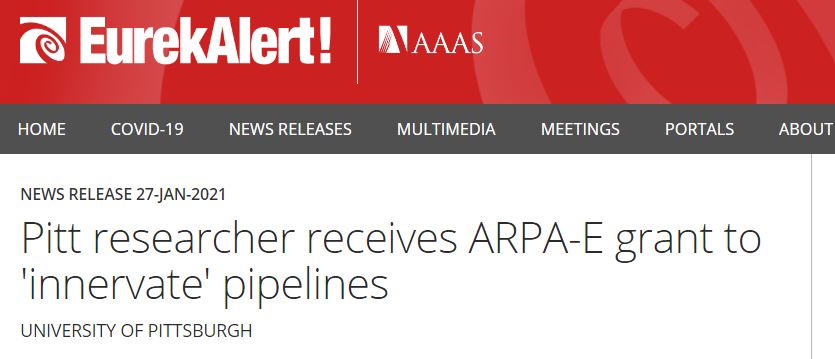 EurekAlert! AAAS
HOME COVID-19 NEWS RELEASES MULTIMEDIA MEETINGS PORTALS ABOUT
NEWS RELEASE 27-JAN-2021
Pitt researcher receives ARPA-E grant to
'innervate' pipelines
UNIVERSITY OF PITTSBURGH